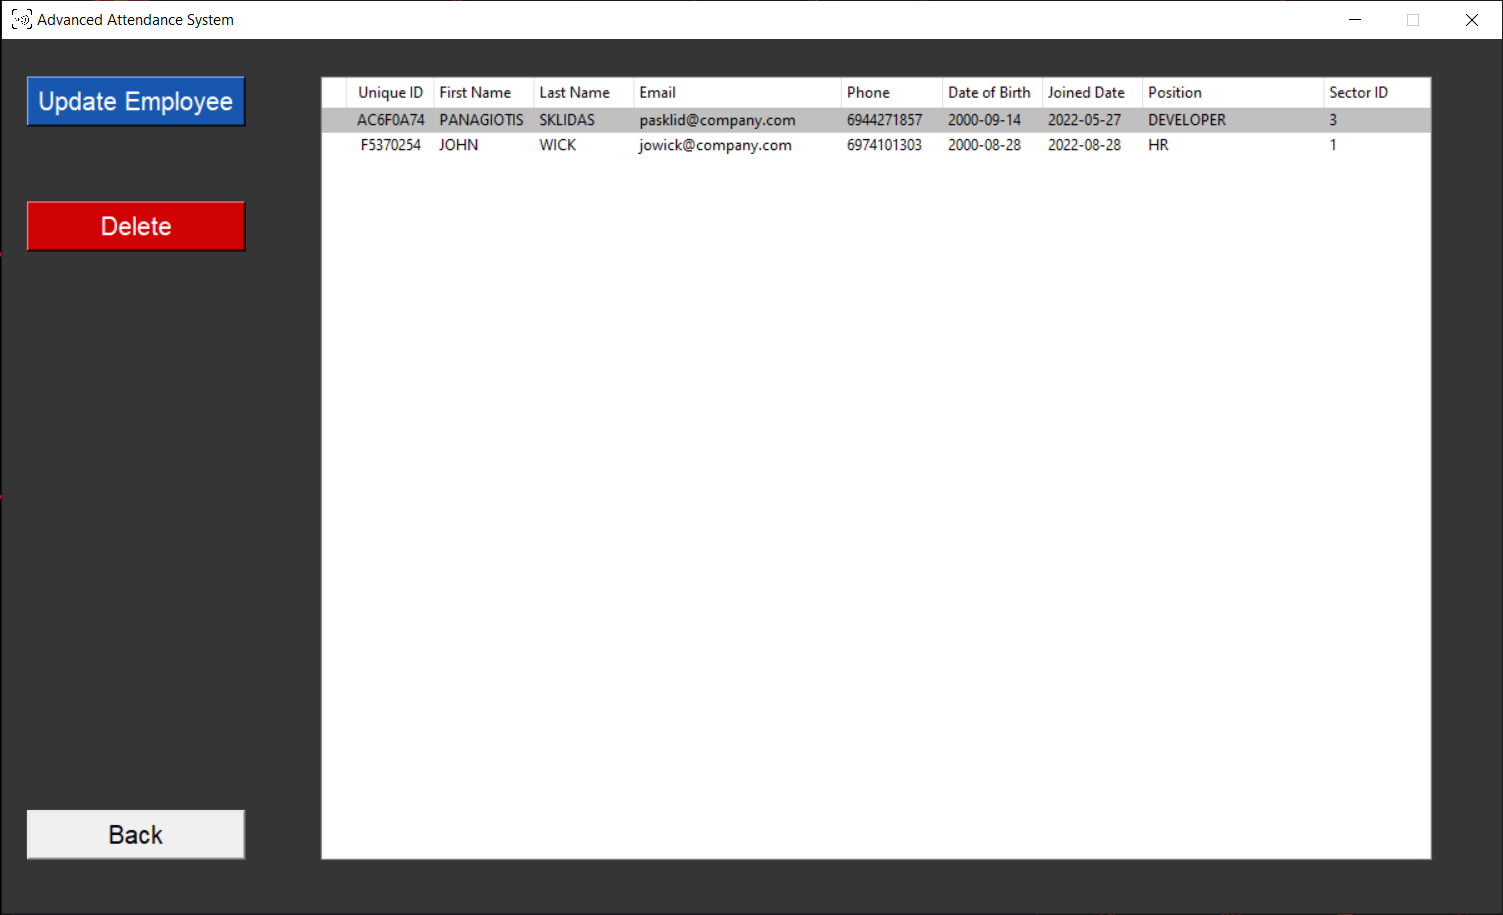 Advanced Attendance System
Update Employee
Delete
Back
Unique ID First Name Last Name Email Phone Date of Birth Joined Date Position Sector ID
AC6F0A74 PANAGIOTIS SKLIDAS pasklid@company.com 6944271857 2000-09-14 2022-05-27 DEVELOPER 3
F5370254 JOHN WICK jowick@company.com 6974101303 2000-08-28 2022-08-28 HR 1